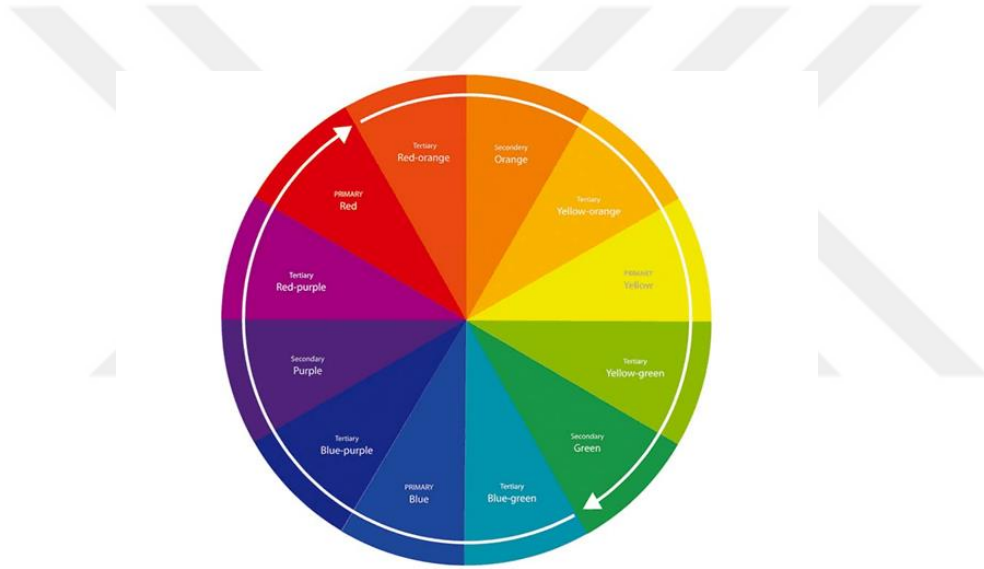 Tertiary
Red-orange
Secondery
Orange
Tertiary
Yellow-orange
PRIMARY
Yellow
Tertiary
Yellow-green
Secondary
Green
Tertiary
Blue-green
PRIMARY
Blue
Tertiary
Blue-purple
Secondary
Purple
Tertiary
Red-purple
PRIMARY
Red